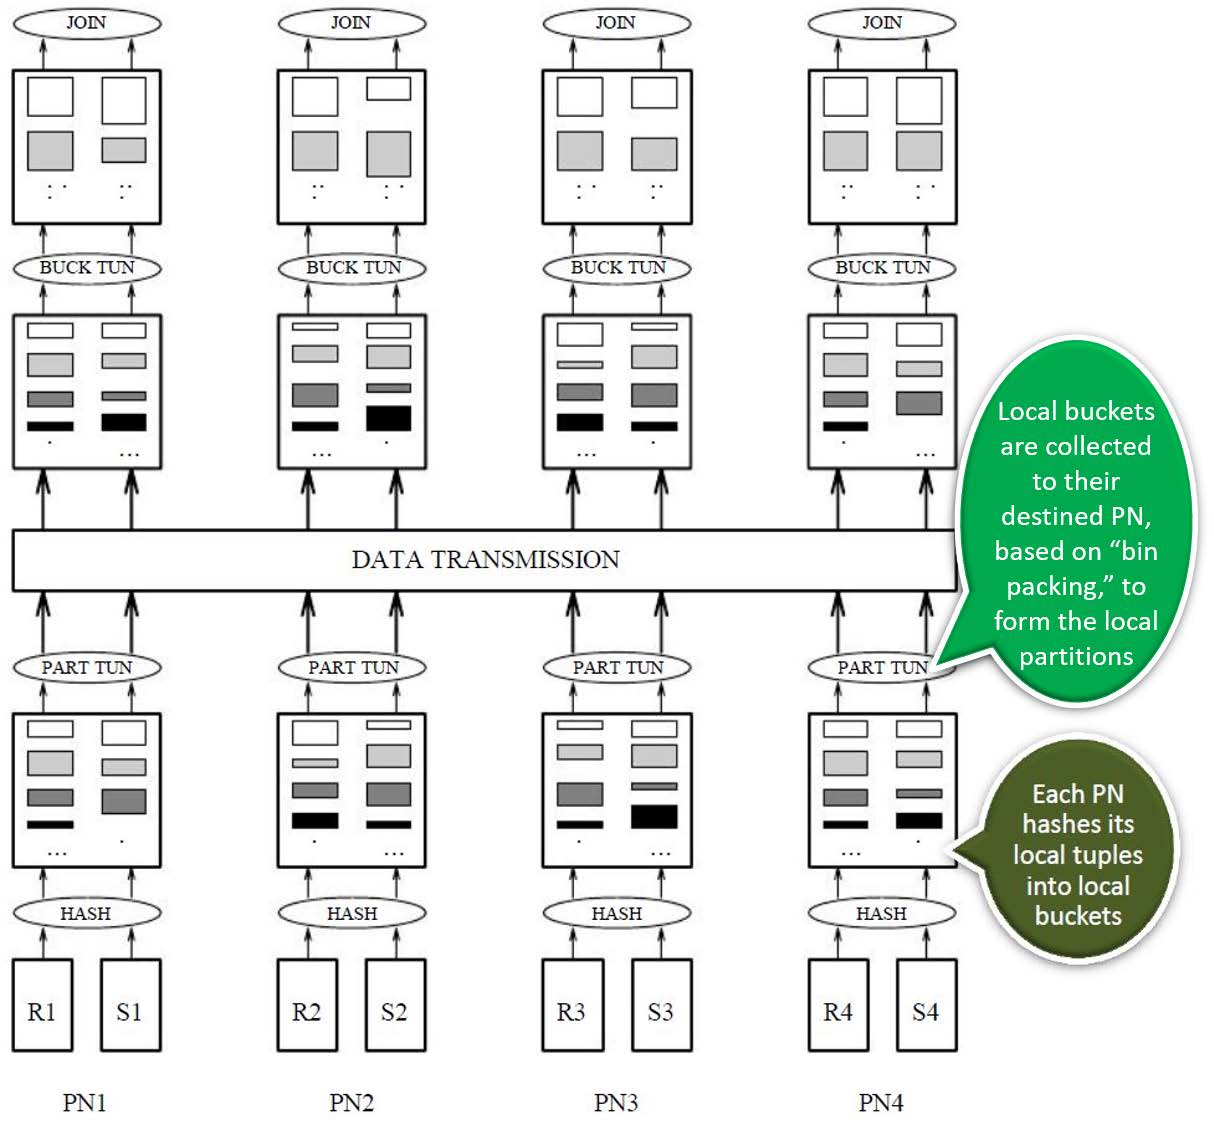 JOIN JOIN JOIN JOIN
BUCK TUN BUCK TUN BUCK TUN BUCK TUN
DATA TRANSMISSION
Local buckets
are collected
to their
destined PN,
based on “bin
packing,” to
form the local
partitions
PART TUN PART TUN PART TUN PART TUN
Each PN
hashes its
local tuples
into local
buckets
HASH HASH HASH HASH
R1 S1 R2 S2 R3 S3 R4 S4
PN1 PN2 PN3 PN4